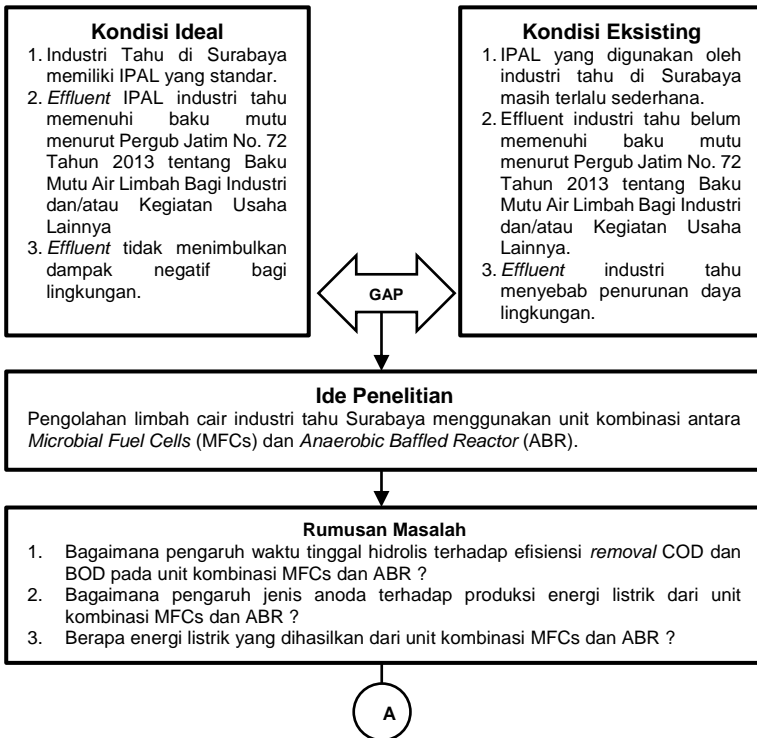 Kondisi Ideal
1. Industri Tahu di Surabaya
memiliki IPAL yang standar.
2. Effluent IPAL industri tahu
memenuhi baku mutu
menurut Pergub Jatim No. 72
Tahun 2013 tentang Baku
Mutu Air Limbah Bagi Industri
dan/atau Kegiatan Usaha
Lainnya
3. Effluent tidak menimbulkan
dampak negatif bagi
lingkungan.
GAP
Kondisi Eksisting
1. IPAL yang digunakan oleh
industri tahu di Surabaya
masih terlalu sederhana.
2. Effluent industri tahu belum
memenuhi baku mutu
menurut Pergub Jatim No. 72
Tahun 2013 tentang Baku
Mutu Air Limbah Bagi Industri
dan/atau Kegiatan Usaha
Lainnya.
3. Effluent industri tahu
menyebab penurunan daya
lingkungan.
Ide Penelitian
Pengolahan limbah cair industri tahu Surabaya menggunakan unit kombinasi antara
Microbial Fuel Cells (MFCs) dan Anaerobic Baffled Reactor (ABR).
Rumusan Masalah
1. Bagaimana pengaruh waktu tinggal hidrolis terhadap efisiensi removal COD dan
BOD pada unit kombinasi MFCs dan ABR ?
2. Bagaimana pengaruh jenis anoda terhadap produksi energi listrik dari unit
kombinasi MFCs dan ABR ?
3. Berapa energi listrik yang dihasilkan dari unit kombinasi MFCs dan ABR ?
A